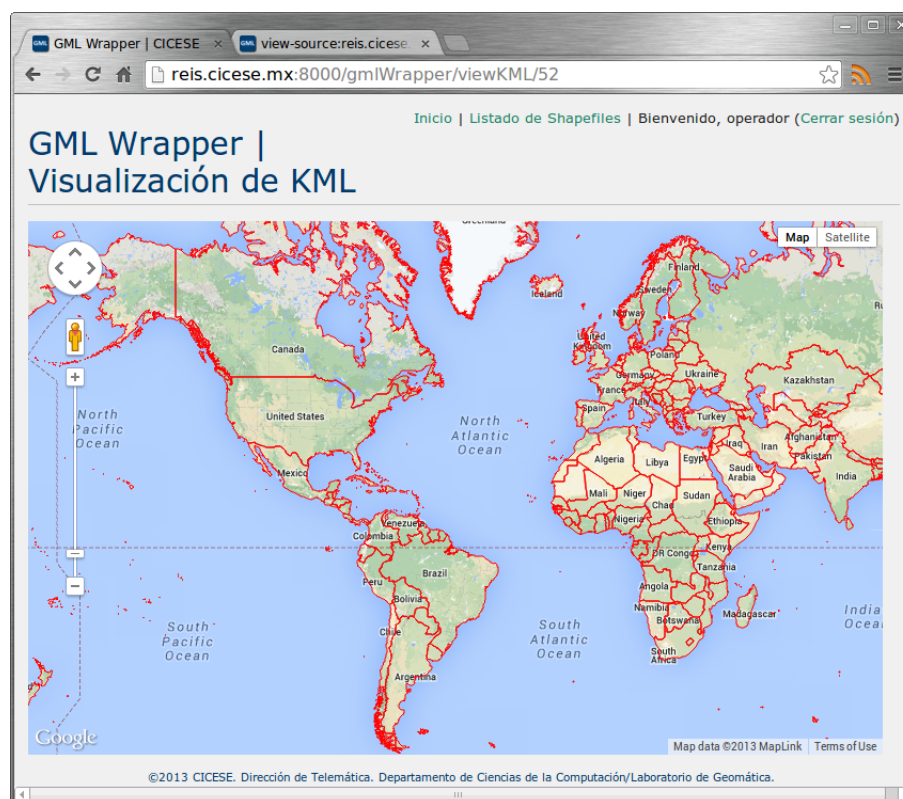 GML Wrapper | CICESE
view-source:reis.cicese.
reis.cicese.mx:8000/gmlWrapper/viewKML/52
Inicio | Listado de Shapefiles | Bienvenido, operador (Cerrar sesión)
GML Wrapper |
Visualización de KML
Map Satellite
Greenland
Iceland
Finland
Sweden
Norway
United
Kingdom
Poland
Germany
Ukraine
France
Kazakhstan
Canada
Italy
Spain
Turkey
United States
North
Pacific
Ocean
North
Atlantic
Ocean
Iraq
Iran
Afghanistan
Pakistan
Algeria
Libya
Egypt
Saudi
Arabia
India
Mexico
Mali
Niger
Chad
Sudan
Nigeria
Ethiopia
Venezuela
Colombia
DR Congo
Kenya
Tanzania
Brazil
Peru
Angola
Bolivia
Namibia
Botswana
Madagascar
South
Pacific
Ocean
Chile
South
Atlantic
Ocean
South
Africa
Argentina
Google
Map data ©2013 MapLink Terms of Use
©2013 CICESE. Dirección de Telemática. Departamento de Ciencias de la Computación/Laboratorio de Geomática.